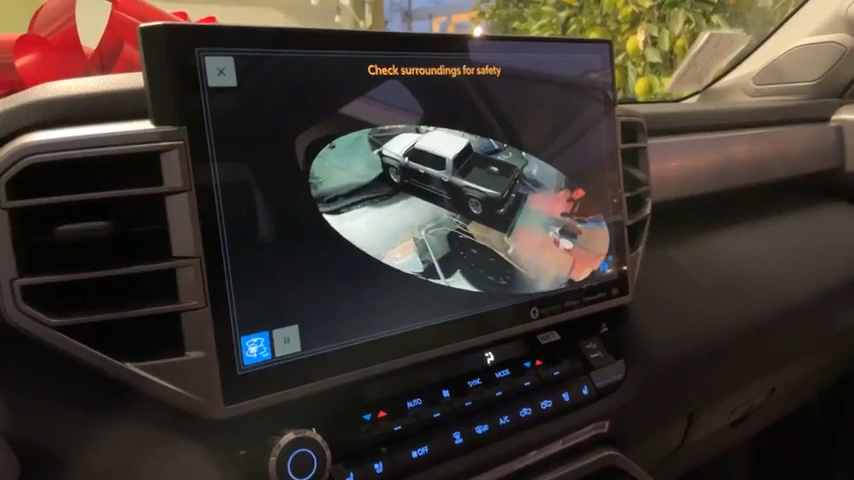 Check surroundings for safety
AUTO
SYNC
MODE
OFF
A/C